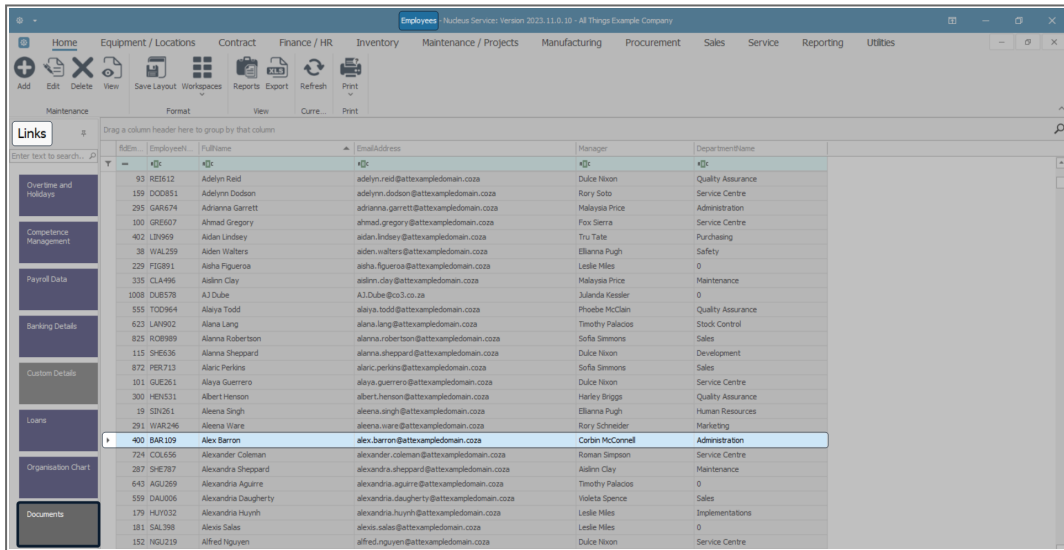 Employees - Nucleus Service: Version 2023.11.0.10 - All Things Example Company
Home Equipment / Locations Contract Finance / HR Inventory Maintenance / Projects Manufacturing Procurement Sales Service Reporting Utilities
Add Edit Delete View Save Layout Workspaces Reports Export Refresh Print
XLS
Maintenance Format View Curre... Print
Links
Drag a column header here to group by that column
Enter text to search...
fldEm... EmployeeN... FullName EmailAddress Manager DepartmentName
93 REI612 Adelyn Reid adelyn.reid@attexampledomain.coza Dulce Nixon Quality Assurance
159 DOD851 Adelynn Dodson adelynn.dodson@attexampledomain.coza Rory Soto Service Centre
295 GAR674 Adrianna Garrett adrianna.garrett@attexampledomain.coza Malaysia Price Administration
100 GRE607 Ahmad Gregory ahmad.gregory@attexampledomain.coza Fox Sierra Service Centre
402 LIN969 Aidan Lindsey aidan.lindsey@attexampledomain.coza Tru Tate Purchasing
38 WAL259 Aiden Walters aiden.walters@attexampledomain.coza Elianna Pugh Safety
229 FIG891 Aisha Figueroa aisha.figueroa@attexampledomain.coza Leslie Miles 0
335 CLA496 Aislinn Clay aislinn.clay@attexampledomain.coza Malaysia Price Maintenance
1008 DUB578 AJ Dube AJ.Dube@co3.co.za Julanda Kessler 0
555 TOD964 Alaiya Todd alaiya.todd@attexampledomain.coza Phoebe McClain Quality Assurance
623 LAN902 Alana Lang alana.lang@attexampledomain.coza Timothy Palacios Stock Control
825 ROB989 Alanna Robertson alanna.robertson@attexampledomain.coza Sofia Simmons Sales
115 SHE636 Alanna Sheppard alanna.sheppard@attexampledomain.coza Dulce Nixon Development
872 PER713 Alaric Perkins alaric.perkins@attexampledomain.coza Sofia Simmons Sales
101 GUE261 Alaya Guerrero alaya.guerrero@attexampledomain.coza Dulce Nixon Service Centre
300 HEN531 Albert Henson albert.henson@attexampledomain.coza Harley Briggs Quality Assurance
19 SIN261 Aleena Singh aleena.singh@attexampledomain.coza Elianna Pugh Human Resources
291 WAR246 Aleena Ware aleena.ware@attexampledomain.coza Rory Schneider Marketing
400 BAR109 Alex Barron alex.barron@attexampledomain.coza Corbin McConnell Administration
724 COL656 Alexander Coleman alexander.coleman@attexampledomain.coza Roman Simpson Service Centre
287 SHE787 Alexandra Sheppard alexandra.sheppard@attexampledomain.coza Aislinn Clay Maintenance
643 AGU269 Alexandria Aguirre alexandria.aguirre@attexampledomain.coza Timothy Palacios 0
559 DAU006 Alexandria Daugherty alexandria.daugherty@attexampledomain.coza Violeta Spence Sales
179 HUY032 Alexandria Huynh alexandria.huynh@attexampledomain.coza Leslie Miles Implementations
181 SAL398 Alexis Salas alexis.salas@attexampledomain.coza Leslie Miles 0
152 NGU219 Alfred Nguyen alfred.nguyen@attexampledomain.coza Dulce Nixon Service Centre
Overtime and
Holidays
Competence
Management
Payroll Data
Banking Details
Custom Details
Loans
Organisation Chart
Documents